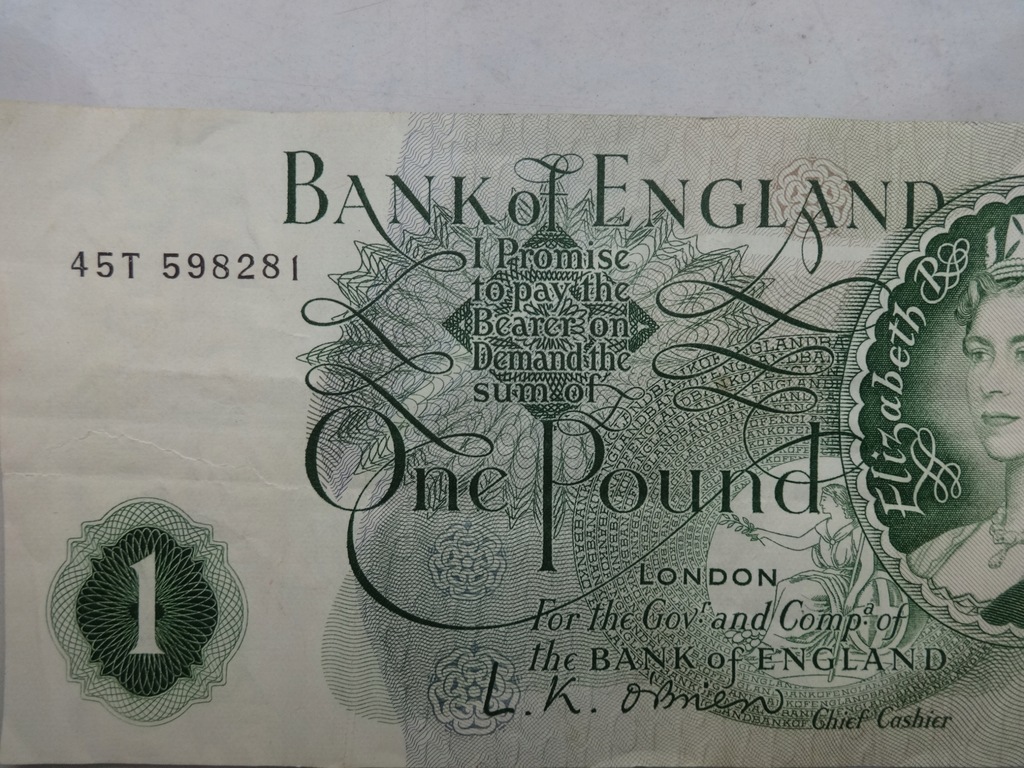 BANK of ENGLAND
45T 598281
I Promise
to pay the
Bearer on
Demand the
sum of
One Pound
Elizabeth R
LONDON
For the Govr. and Compa. of
the BANK of ENGLAND
L. K. O'Brien
Chief Cashier
1